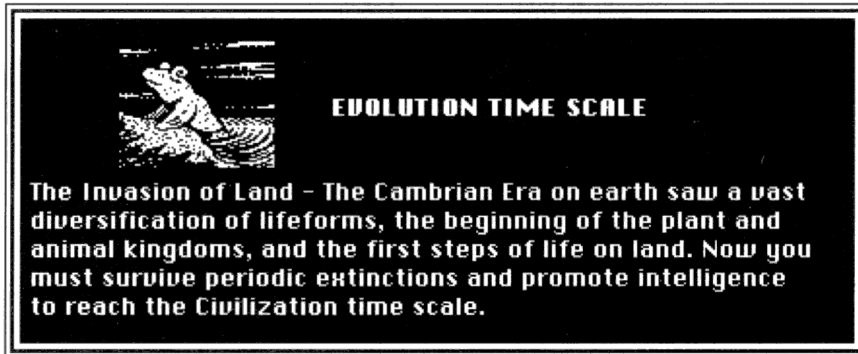 EVOLUTION TIME SCALE
The Invasion of Land - The Cambrian Era on earth saw a vast
diversification of lifeforms, the beginning of the plant and
animal kingdoms, and the first steps of life on land. Now you
must survive periodic extinctions and promote intelligence
to reach the Civilization time scale.